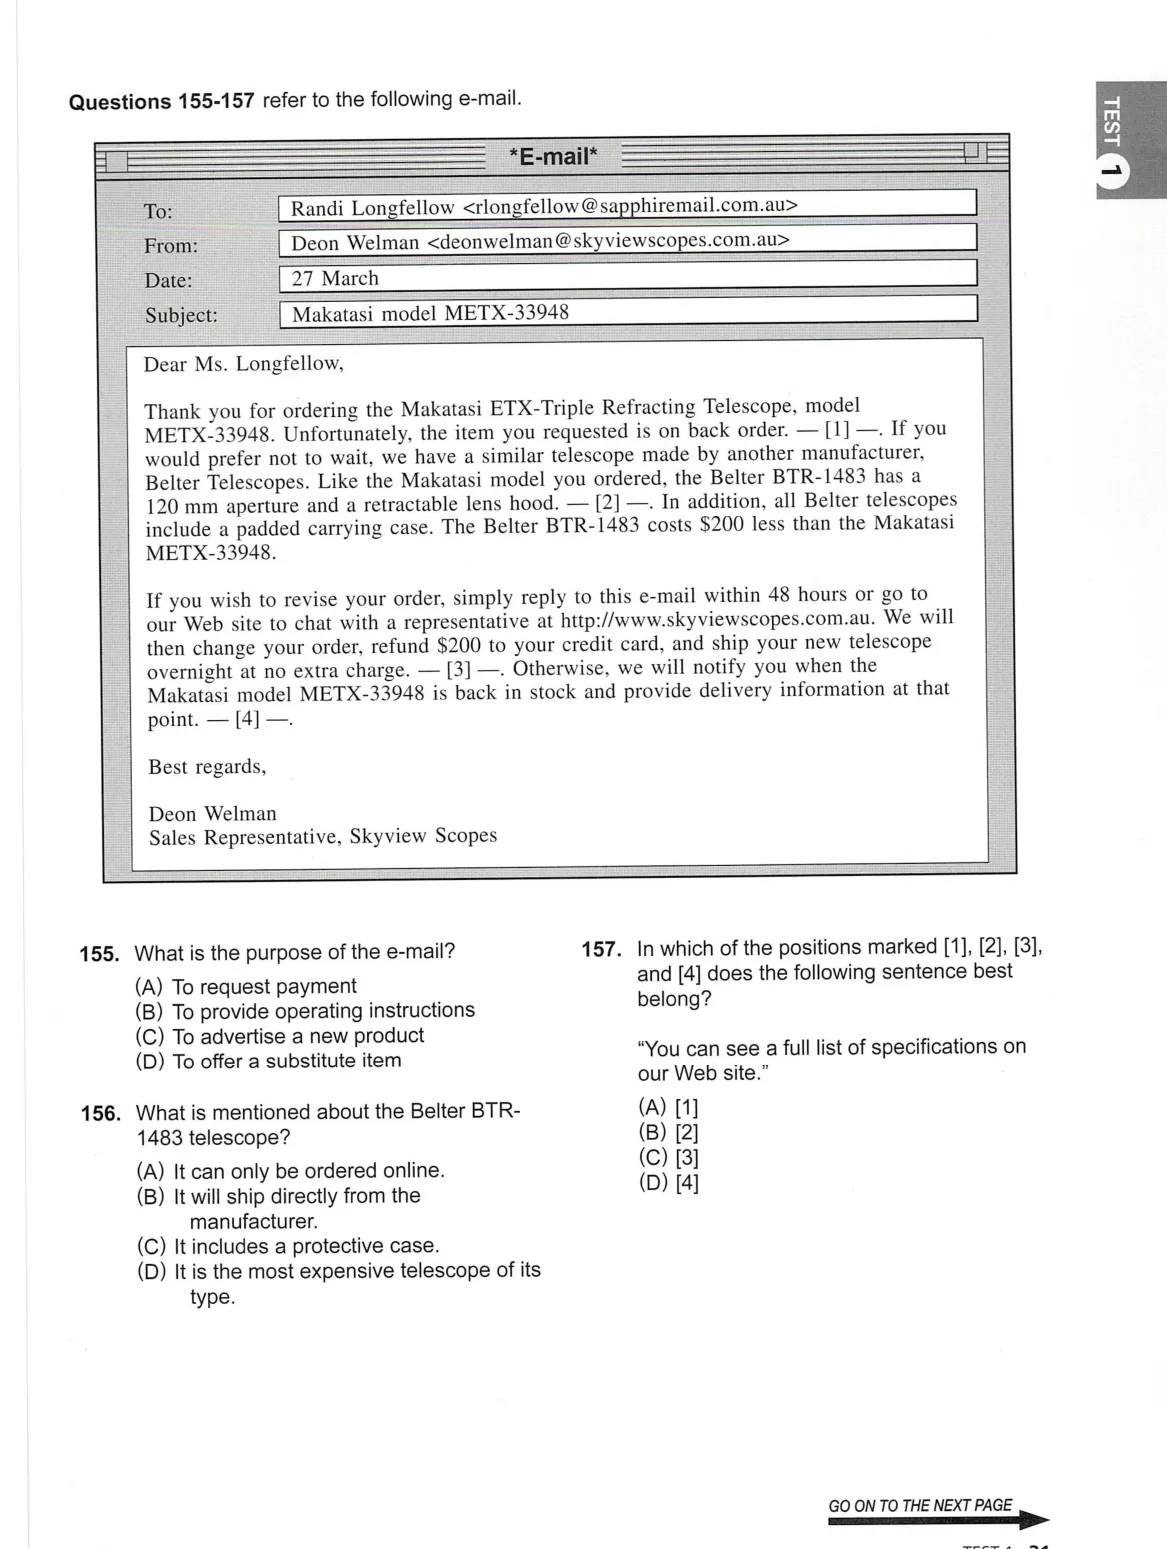 Questions 155-157 refer to the following e-mail.
TEST 1
*E-mail*
To: Randi Longfellow <rlongfellow@sapphiremail.com.au>
From: Deon Welman <deonwelman@skyviewscopes.com.au>
Date: 27 March
Subject: Makatasi model METX-33948
Dear Ms. Longfellow,
Thank you for ordering the Makatasi ETX-Triple Refracting Telescope, model
METX-33948. Unfortunately, the item you requested is on back order. — [1] —. If you
would prefer not to wait, we have a similar telescope made by another manufacturer,
Belter Telescopes. Like the Makatasi model you ordered, the Belter BTR-1483 has a
120 mm aperture and a retractable lens hood. — [2] —. In addition, all Belter telescopes
include a padded carrying case. The Belter BTR-1483 costs $200 less than the Makatasi
METX-33948.
If you wish to revise your order, simply reply to this e-mail within 48 hours or go to
our Web site to chat with a representative at http://www.skyviewscopes.com.au. We will
then change your order, refund $200 to your credit card, and ship your new telescope
overnight at no extra charge. — [3] —. Otherwise, we will notify you when the
Makatasi model METX-33948 is back in stock and provide delivery information at that
point. — [4] —.
Best regards,
Deon Welman
Sales Representative, Skyview Scopes
155. What is the purpose of the e-mail?
(A) To request payment
(B) To provide operating instructions
(C) To advertise a new product
(D) To offer a substitute item
156. What is mentioned about the Belter BTR-
1483 telescope?
(A) It can only be ordered online.
(B) It will ship directly from the
manufacturer.
(C) It includes a protective case.
(D) It is the most expensive telescope of its
type.
157. In which of the positions marked [1], [2], [3],
and [4] does the following sentence best
belong?
“You can see a full list of specifications on
our Web site.”
(A) [1]
(B) [2]
(C) [3]
(D) [4]
GO ON TO THE NEXT PAGE